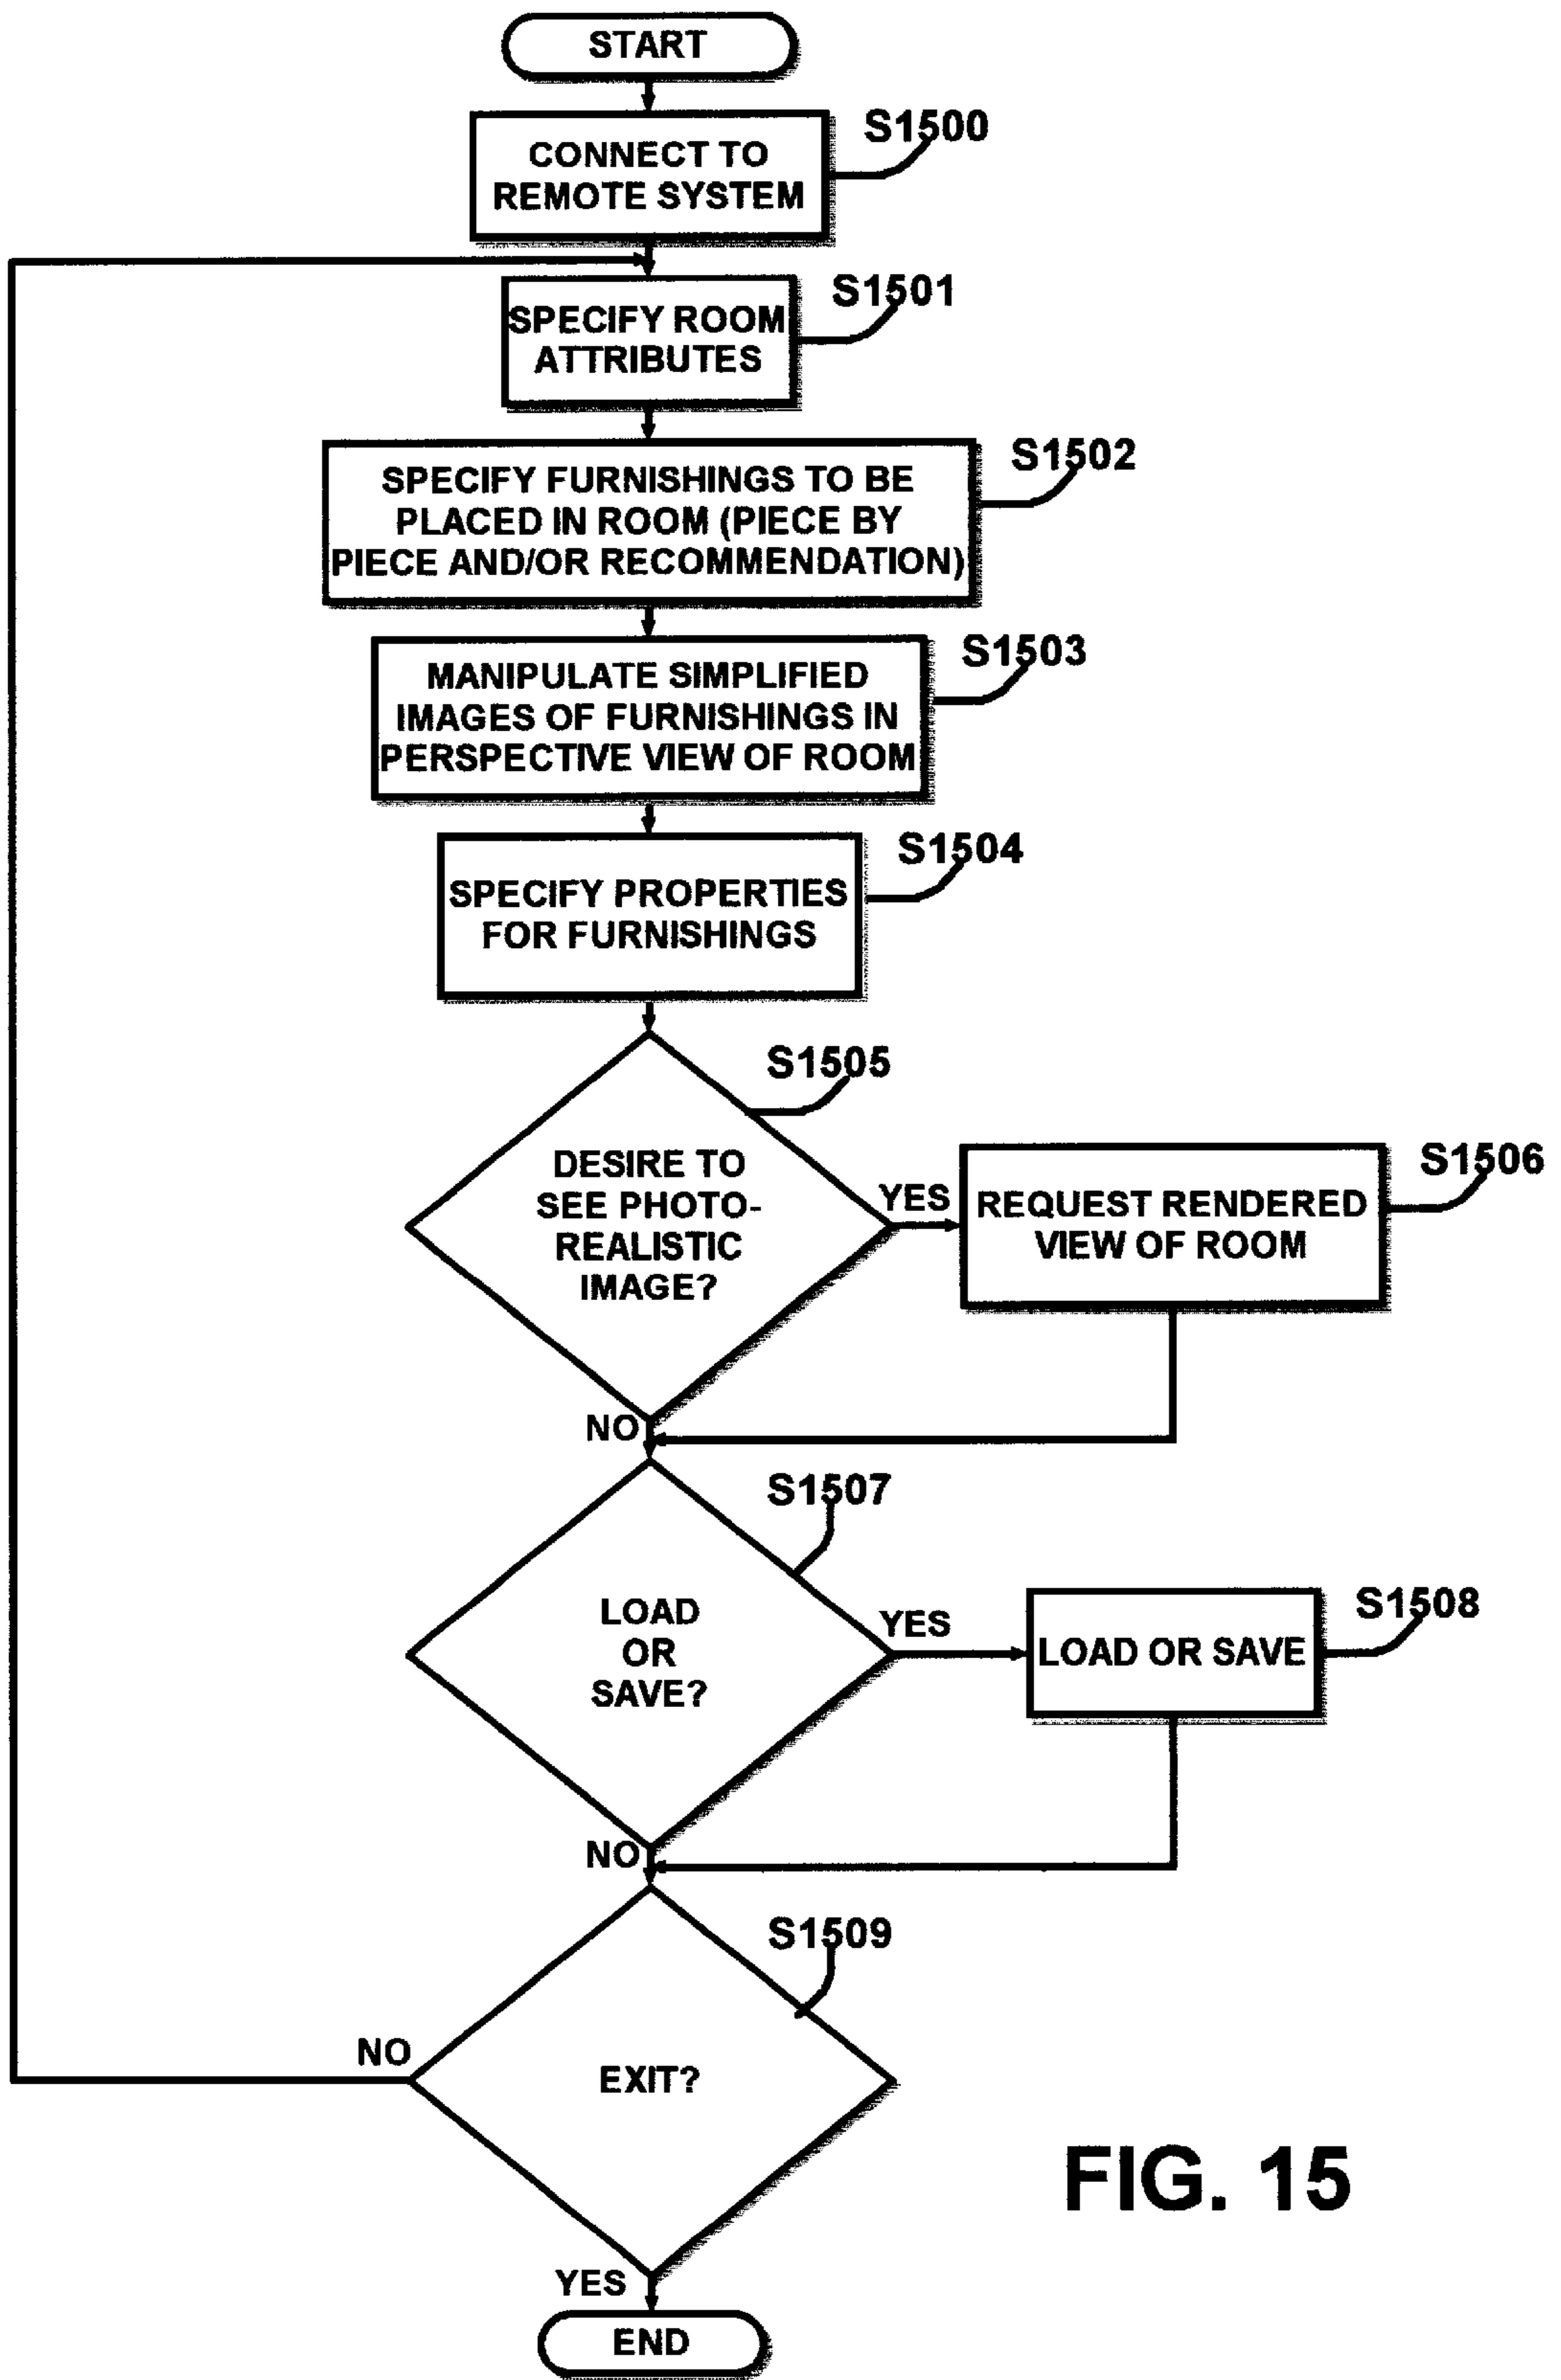 START
S1500
CONNECT TO
REMOTE SYSTEM
S1501
SPECIFY ROOM
ATTRIBUTES
S1502
SPECIFY FURNISHINGS TO BE
PLACED IN ROOM (PIECE BY
PIECE AND/OR RECOMMENDATION)
S1503
MANIPULATE SIMPLIFIED
IMAGES OF FURNISHINGS IN
PERSPECTIVE VIEW OF ROOM
S1504
SPECIFY PROPERTIES
FOR FURNISHINGS
S1505
DESIRE TO
SEE PHOTO-
REALISTIC
IMAGE?
YES
S1506
REQUEST RENDERED
VIEW OF ROOM
NO
S1507
LOAD
OR
SAVE?
YES
S1508
LOAD OR SAVE
NO
S1509
EXIT?
NO
YES
END
FIG. 15